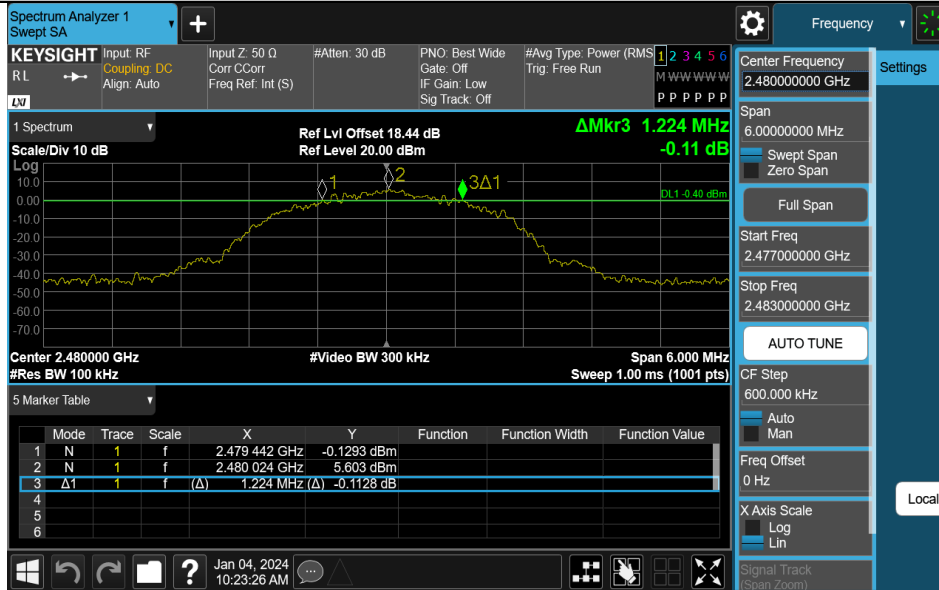 Spectrum Analyzer 1
Swept SA
+
Frequency
KEYSIGHT Input: RF
RL
Coupling: DC
Align: Auto
LXI
Input Z: 50 Ω
Corr CCorr
Freq Ref: Int (S)
#Atten: 30 dB
PNO: Best Wide
Gate: Off
IF Gain: Low
Sig Track: Off
#Avg Type: Power (RMS
Trig: Free Run
1 2 3 4 5 6
M W W W W W
P P P P P P
1 Spectrum
Scale/Div 10 dB
Ref Lvl Offset 18.44 dB
Ref Level 20.00 dBm
ΔMkr3 1.224 MHz
-0.11 dB
Log
10.0
0.00
-10.0
-20.0
-30.0
-40.0
-50.0
-60.0
-70.0
1
2
3Δ1
DL1 -0.40 dBm
Center 2.480000 GHz
#Video BW 300 kHz
Span 6.000 MHz
#Res BW 100 kHz
Sweep 1.00 ms (1001 pts)
5 Marker Table
Mode Trace Scale X Y Function Function Width Function Value
1 N 1 f 2.479 442 GHz -0.1293 dBm
2 N 1 f 2.480 024 GHz 5.603 dBm
3 Δ1 1 f (Δ) 1.224 MHz (Δ) -0.1128 dB
4
5
6
?
Jan 04, 2024
10:23:26 AM
Center Frequency
2.480000000 GHz
Span
6.00000000 MHz
Swept Span
Zero Span
Full Span
Start Freq
2.477000000 GHz
Stop Freq
2.483000000 GHz
AUTO TUNE
CF Step
600.000 kHz
Auto
Man
Freq Offset
0 Hz
X Axis Scale
Log
Lin
Signal Track
(Span Zoom)
Settings
Local